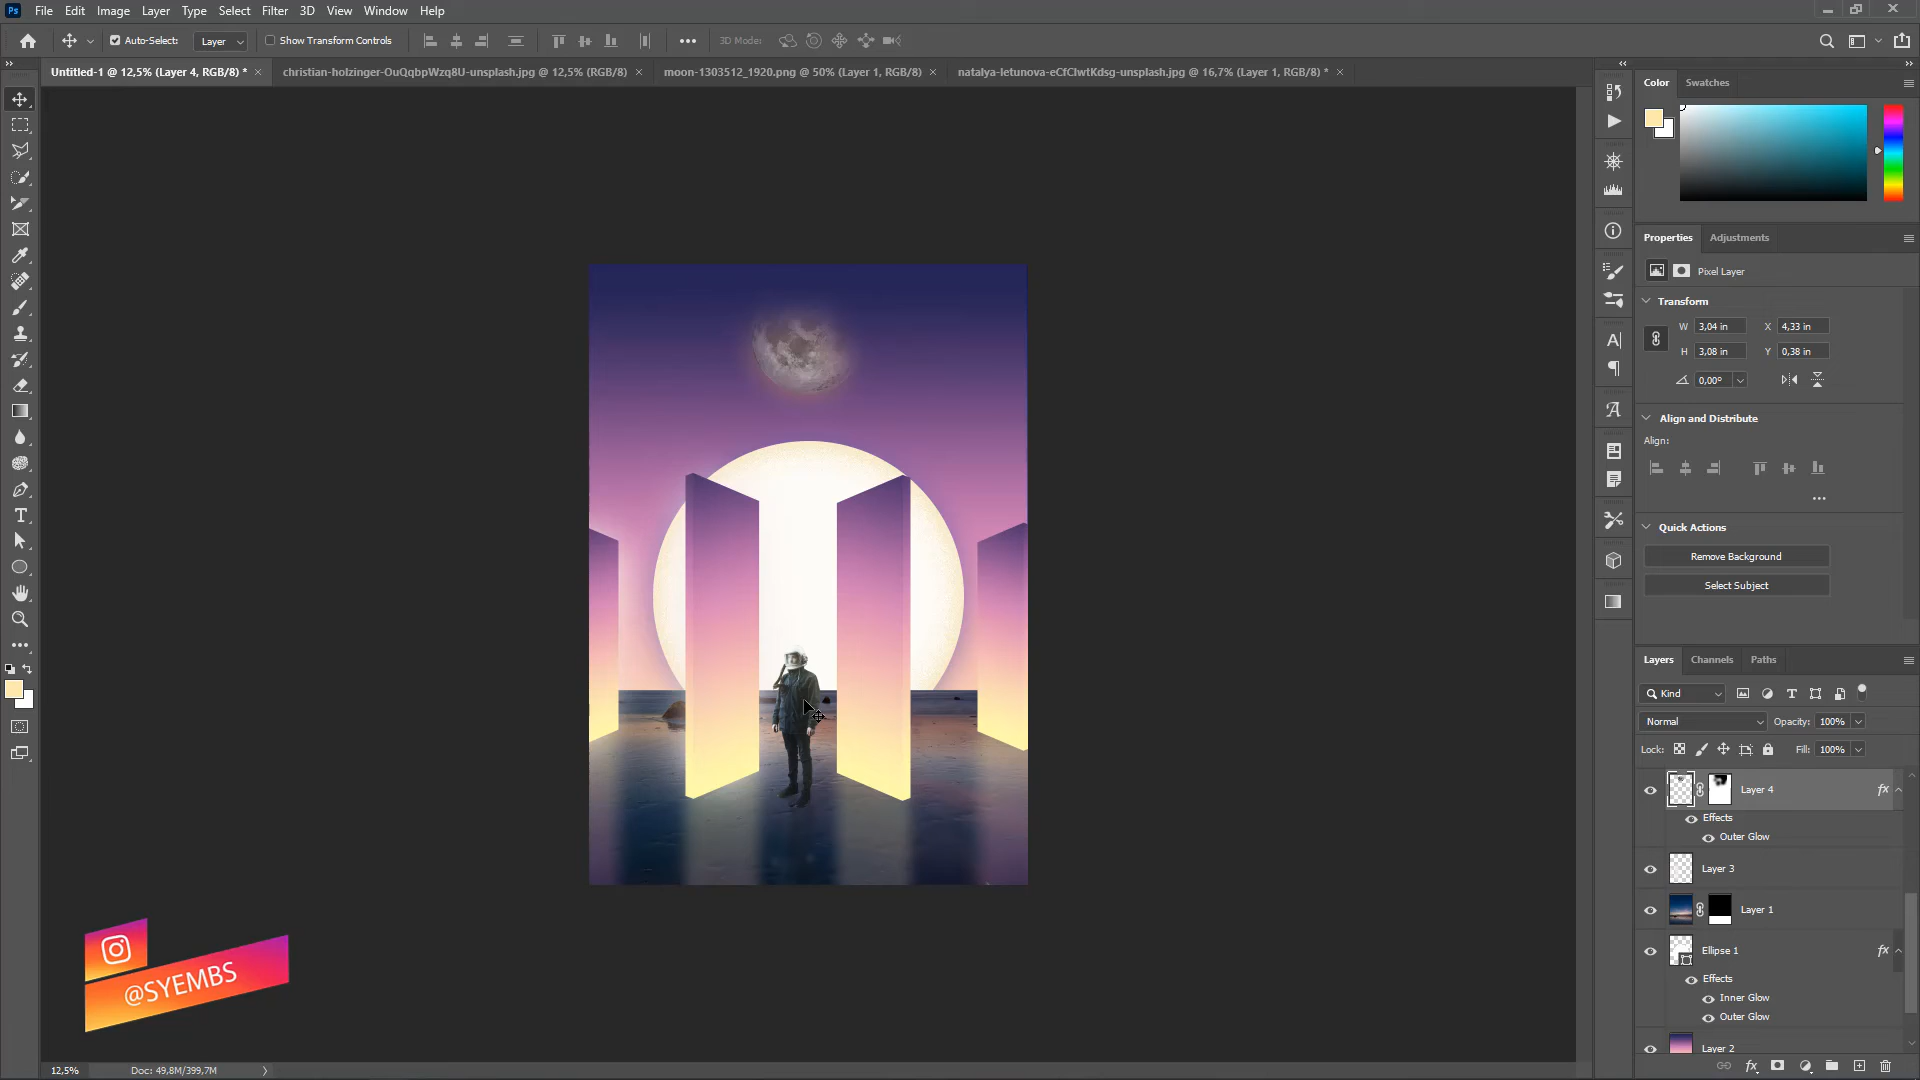 Ps File Edit Image Layer Type Select Filter 3D View Window Help
Auto-Select: Layer Show Transform Controls 3D Mode:
Untitled-1 @ 12,5% (Layer 4, RGB/8) * × christian-holzinger-OuQqbpWzq8U-unsplash.jpg @ 12,5% (RGB/8) × moon-1303512_1920.png @ 50% (Layer 1, RGB/8) × natalya-letunova-eCfClwtKdsg-unsplash.jpg @ 16,7% (Layer 1, RGB/8) * ×
Color Swatches
Properties Adjustments
Pixel Layer
Transform
W 3,04 in X 4,33 in
H 3,08 in Y 0,38 in
0,00°
Align and Distribute
Align:
Quick Actions
Remove Background
Select Subject
Layers Channels Paths
Kind
Normal Opacity: 100%
Lock: Fill: 100%
Layer 4 fx
Effects
Outer Glow
Layer 3
Layer 1
Ellipse 1 fx
Effects
Inner Glow
Outer Glow
Layer 2
@SYEMBS
12,5% Doc: 49,8M/399,7M